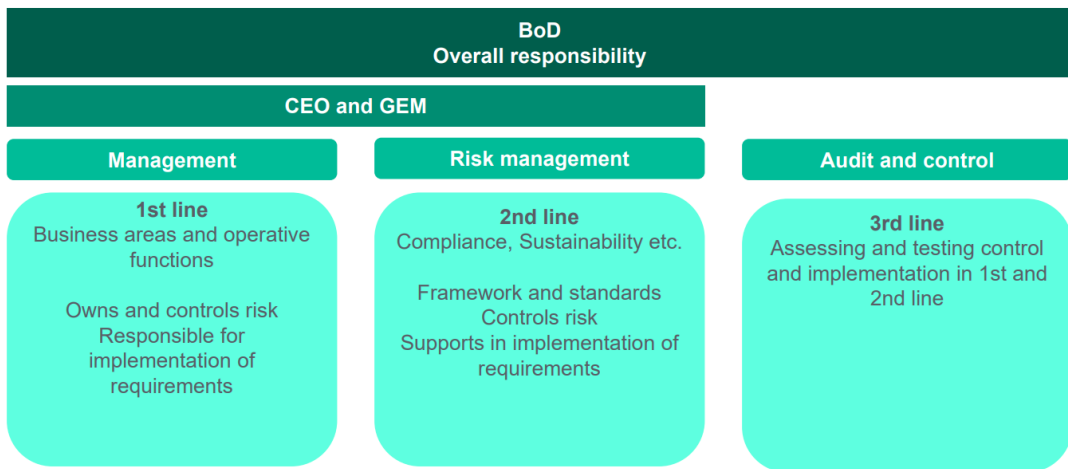 BoD
Overall responsibility
CEO and GEM
Management
1st line
Business areas and operative
functions
Owns and controls risk
Responsible for
implementation of
requirements
Risk management
2nd line
Compliance, Sustainability etc.
Framework and standards
Controls risk
Supports in implementation of
requirements
Audit and control
3rd line
Assessing and testing control
and implementation in 1st and
2nd line